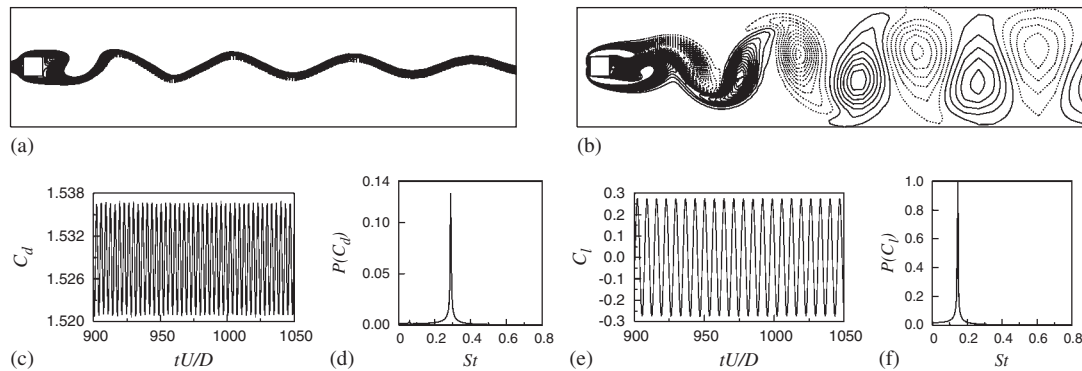 (a)
(b)
1.538
1.532
1.526
1.520
C_d
900
950
1000
1050
tU/D
(c)
0.14
0.10
0.05
0.00
P(C_d)
0
0.2
0.4
0.6
0.8
St
(d)
0.3
0.2
0.1
0.0
-0.1
-0.2
-0.3
C_l
900
950
1000
1050
tU/D
(e)
1.0
0.8
0.6
0.4
0.2
0.0
P(C_l)
0
0.2
0.4
0.6
0.8
St
(f)